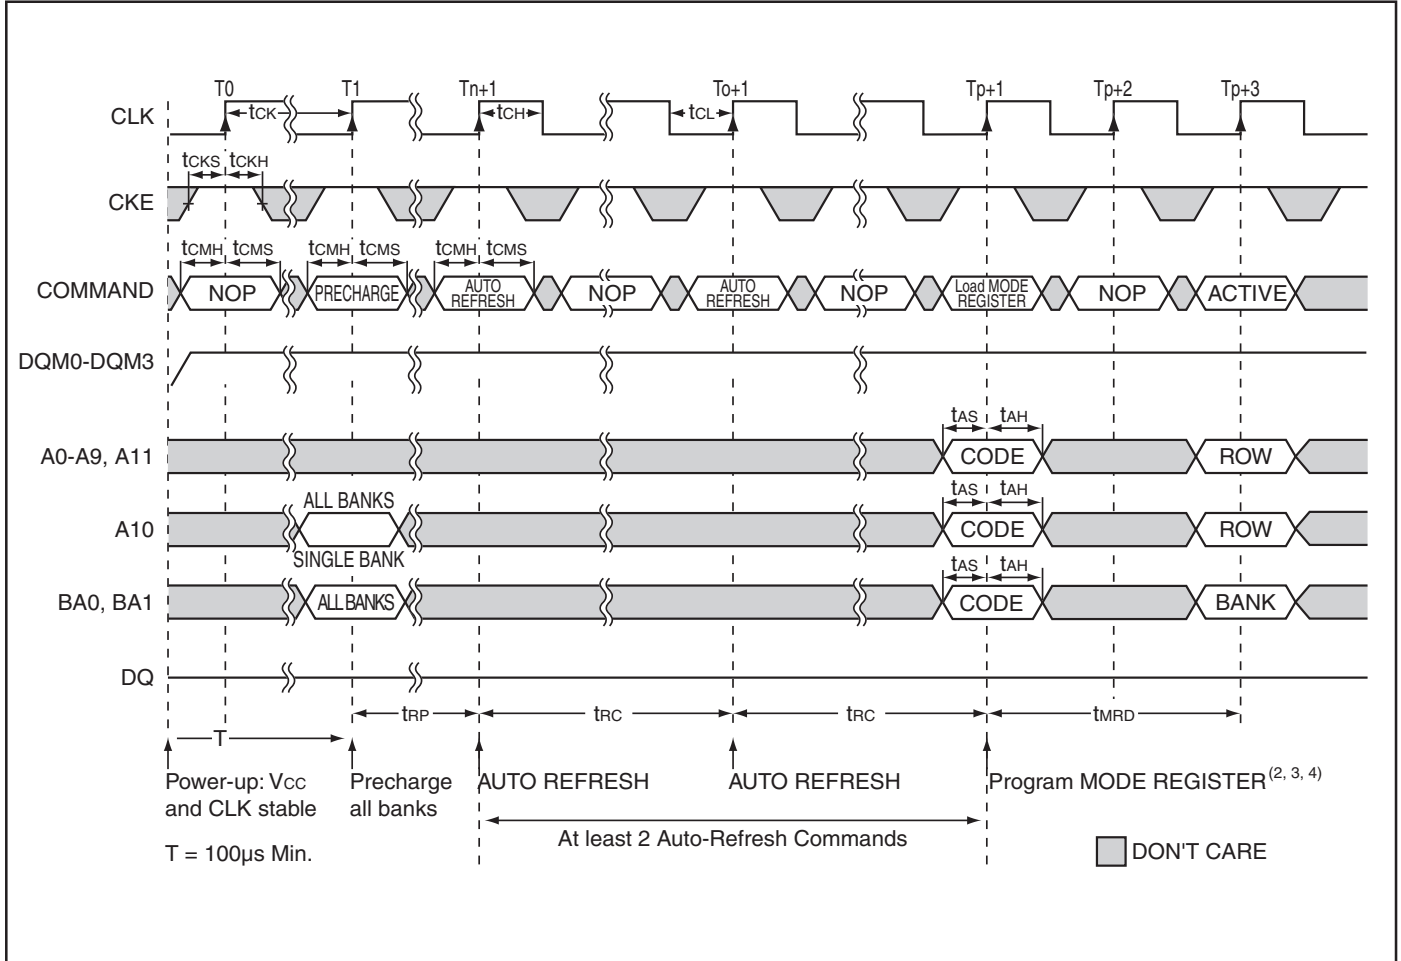 T0 T1 Tn+1 To+1 Tp+1 Tp+2 Tp+3
CLK tCK tCH tCL
tCKS tCKH
CKE
tCMH tCMS tCMH tCMS tCMH tCMS
COMMAND NOP PRECHARGE AUTO REFRESH NOP AUTO REFRESH NOP Load MODE REGISTER NOP ACTIVE
DQM0-DQM3
tAS tAH
A0-A9, A11 CODE ROW
ALL BANKS tAS tAH
A10 CODE ROW
SINGLE BANK tAS tAH
BA0, BA1 ALL BANKS CODE BANK
DQ
tRP tRC tRC tMRD
T
Power-up: VCC Precharge AUTO REFRESH AUTO REFRESH Program MODE REGISTER(2, 3, 4)
and CLK stable all banks
At least 2 Auto-Refresh Commands
T = 100µs Min. DON'T CARE